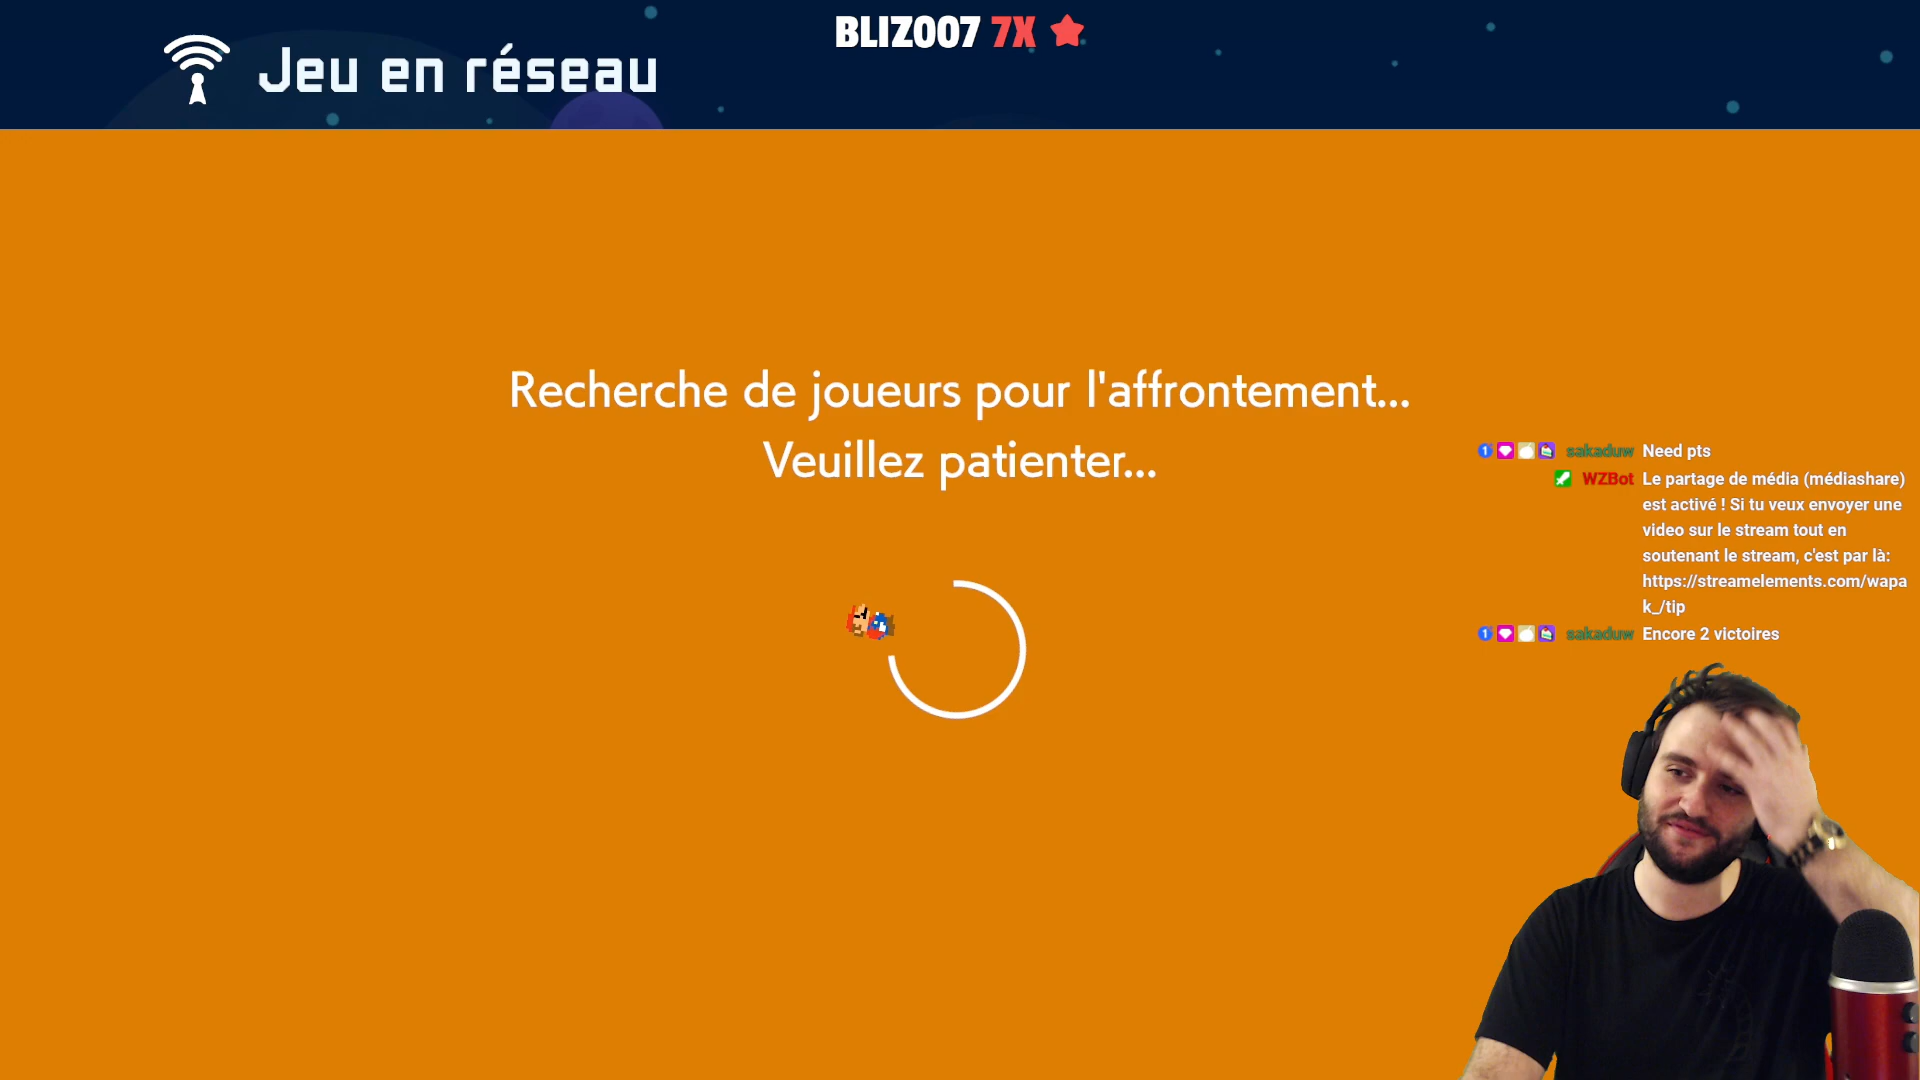 BLIZ007 7X
Jeu en réseau
Recherche de joueurs pour l'affrontement...
Veuillez patienter...
1 sakaduw Need pts
WZBot Le partage de média (médiashare)
est activé ! Si tu veux envoyer une
video sur le stream tout en
soutenant le stream, c'est par là:
https://streamelements.com/wapa
k_/tip
1 sakaduw Encore 2 victoires